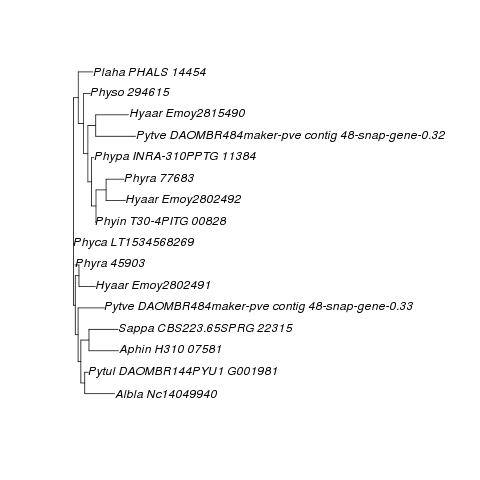 Plaha PHALS 14454
Physo 294615
Hyaar Emoy2815490
Pytve DAOMBR484maker-pve contig 48-snap-gene-0.32
Phypa INRA-310PPTG 11384
Phyra 77683
Hyaar Emoy2802492
Phyin T30-4PITG 00828
Phyca LT1534568269
Phyra 45903
Hyaar Emoy2802491
Pytve DAOMBR484maker-pve contig 48-snap-gene-0.33
Sappa CBS223.65SPRG 22315
Aphin H310 07581
Pytul DAOMBR144PYU1 G001981
Albla Nc14049940